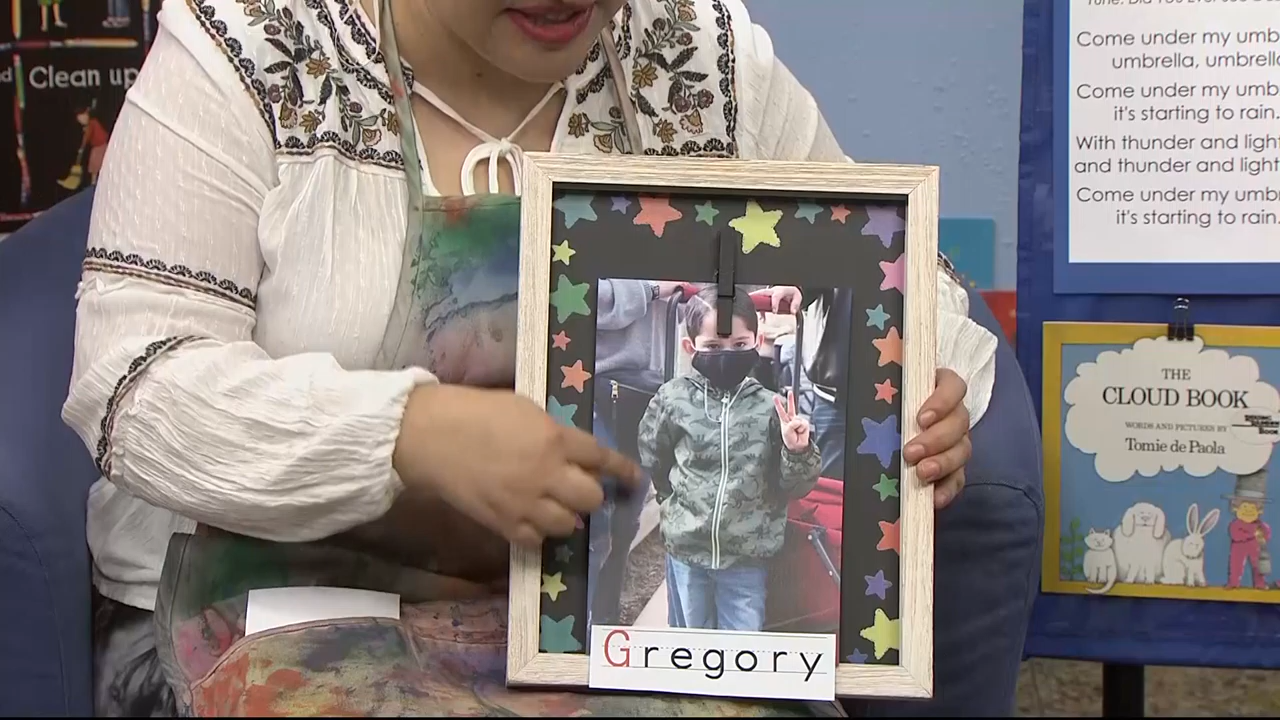 Clean up
Come under my umb
umbrella, umbrella
Come under my umb
it's starting to rain.
With thunder and light
and thunder and light
Come under my umb
it's starting to rain.
THE
CLOUD BOOK
WORDS AND PICTURES BY
Tomie de Paola
Gregory